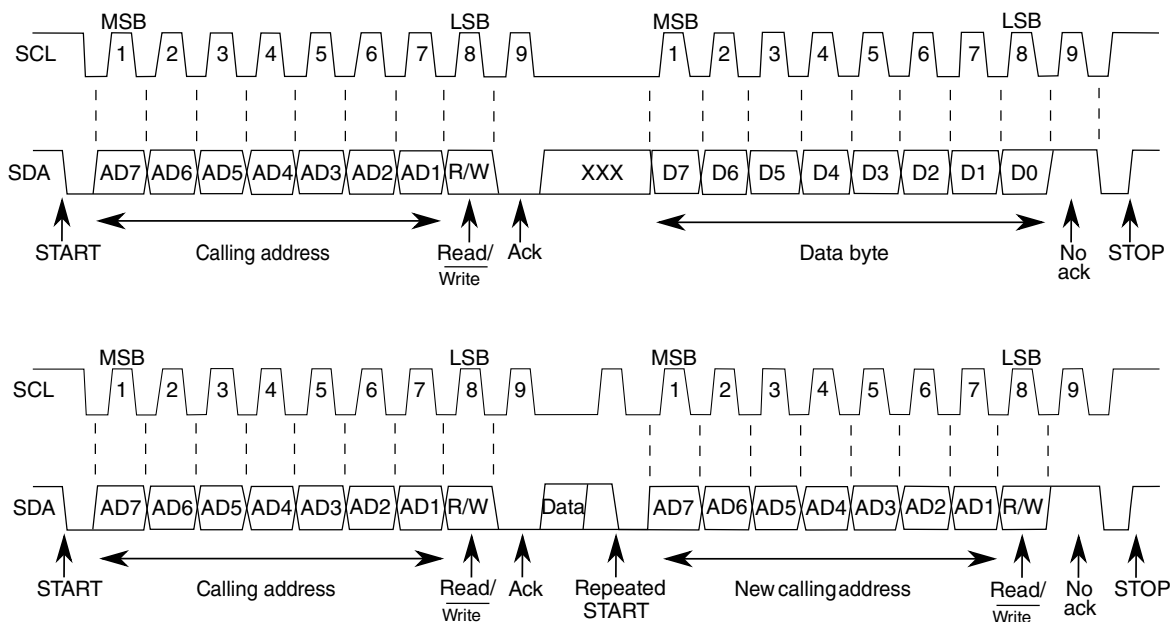 MSB LSB MSB LSB
SCL 1 2 3 4 5 6 7 8 9 1 2 3 4 5 6 7 8 9
SDA AD7 AD6 AD5 AD4 AD3 AD2 AD1 R/W XXX D7 D6 D5 D4 D3 D2 D1 D0
START Calling address Read/ Ack Data byte No STOP
Write ack
MSB LSB MSB LSB
SCL 1 2 3 4 5 6 7 8 9 1 2 3 4 5 6 7 8 9
SDA AD7 AD6 AD5 AD4 AD3 AD2 AD1 R/W Data AD7 AD6 AD5 AD4 AD3 AD2 AD1 R/W
START Calling address Read/ Ack Repeated New calling address Read/ No STOP
Write START Write ack